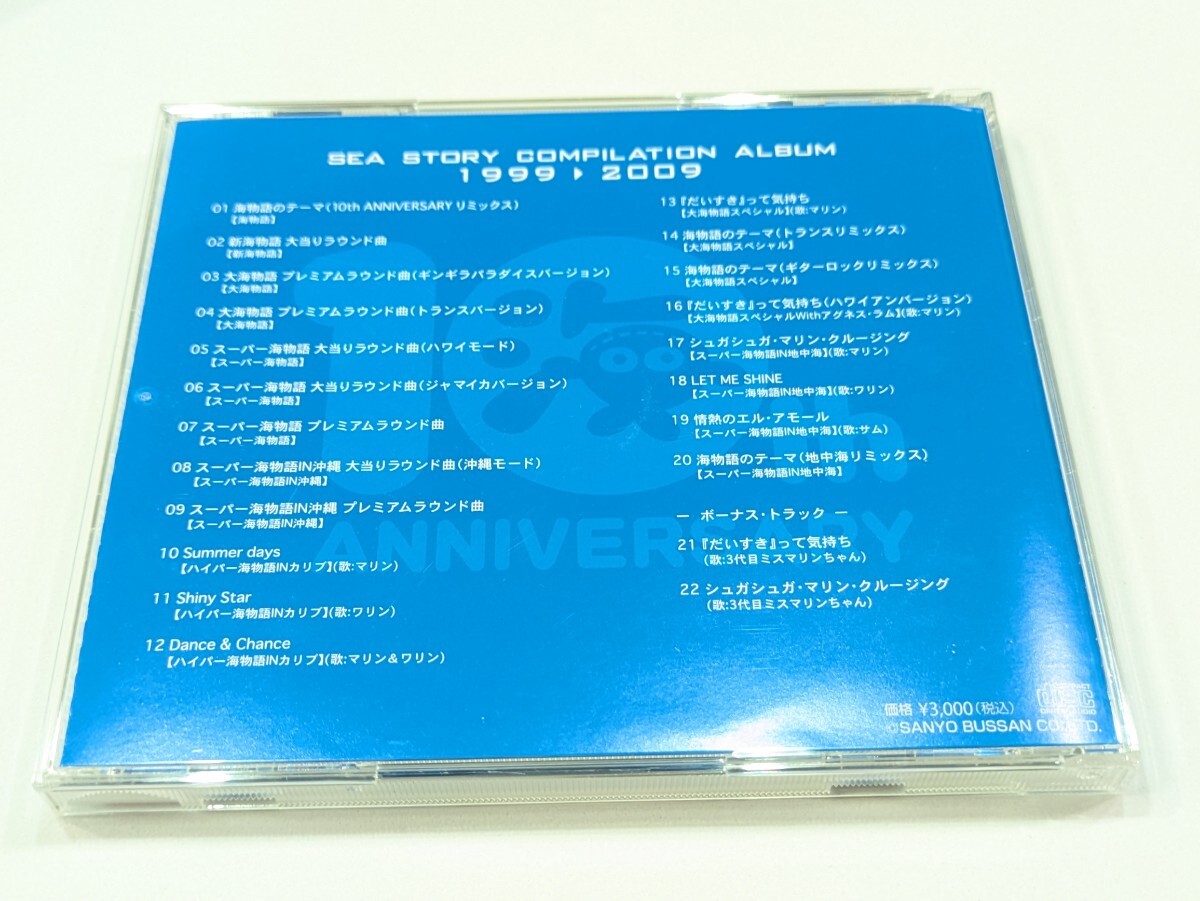 SEA STORY COMPILATION ALBUM
1999 ▶ 2009
01 海物語のテーマ(10th ANNIVERSARY リミックス)
【海物語】
02 新海物語 大当りラウンド曲
【新海物語】
03 大海物語 プレミアムラウンド曲(ギンギラパラダイスバージョン)
【大海物語】
04 大海物語 プレミアムラウンド曲(トランスバージョン)
【大海物語】
05 スーパー海物語 大当りラウンド曲(ハワイモード)
【スーパー海物語】
06 スーパー海物語 大当りラウンド曲(ジャマイカバージョン)
【スーパー海物語】
07 スーパー海物語 プレミアムラウンド曲
【スーパー海物語】
08 スーパー海物語IN沖縄 大当りラウンド曲(沖縄モード)
【スーパー海物語IN沖縄】
09 スーパー海物語IN沖縄 プレミアムラウンド曲
【スーパー海物語IN沖縄】
10 Summer days
【ハイパー海物語INカリブ】(歌:マリン)
11 Shiny Star
【ハイパー海物語INカリブ】(歌:ワリン)
12 Dance & Chance
【ハイパー海物語INカリブ】(歌:マリン&ワリン)
13 『だいすき』って気持ち
【大海物語スペシャル】(歌:マリン)
14 海物語のテーマ(トランスリミックス)
【大海物語スペシャル】
15 海物語のテーマ(ギターロックリミックス)
【大海物語スペシャル】
16 『だいすき』って気持ち(ハワイアンバージョン)
【大海物語スペシャルWithアグネス・ラム】(歌:マリン)
17 シュガシュガ・マリン・クルージング
【スーパー海物語IN地中海】(歌:マリン)
18 LET ME SHINE
【スーパー海物語IN地中海】(歌:ワリン)
19 情熱のエル・アモール
【スーパー海物語IN地中海】(歌:サム)
20 海物語のテーマ(地中海リミックス)
【スーパー海物語IN地中海】
― ボーナス・トラック ―
21 『だいすき』って気持ち
(歌:3代目ミスマリンちゃん)
22 シュガシュガ・マリン・クルージング
(歌:3代目ミスマリンちゃん)
10th
ANNIVERSARY
価格 ¥3,000(税込)
©SANYO BUSSAN CO.,LTD.